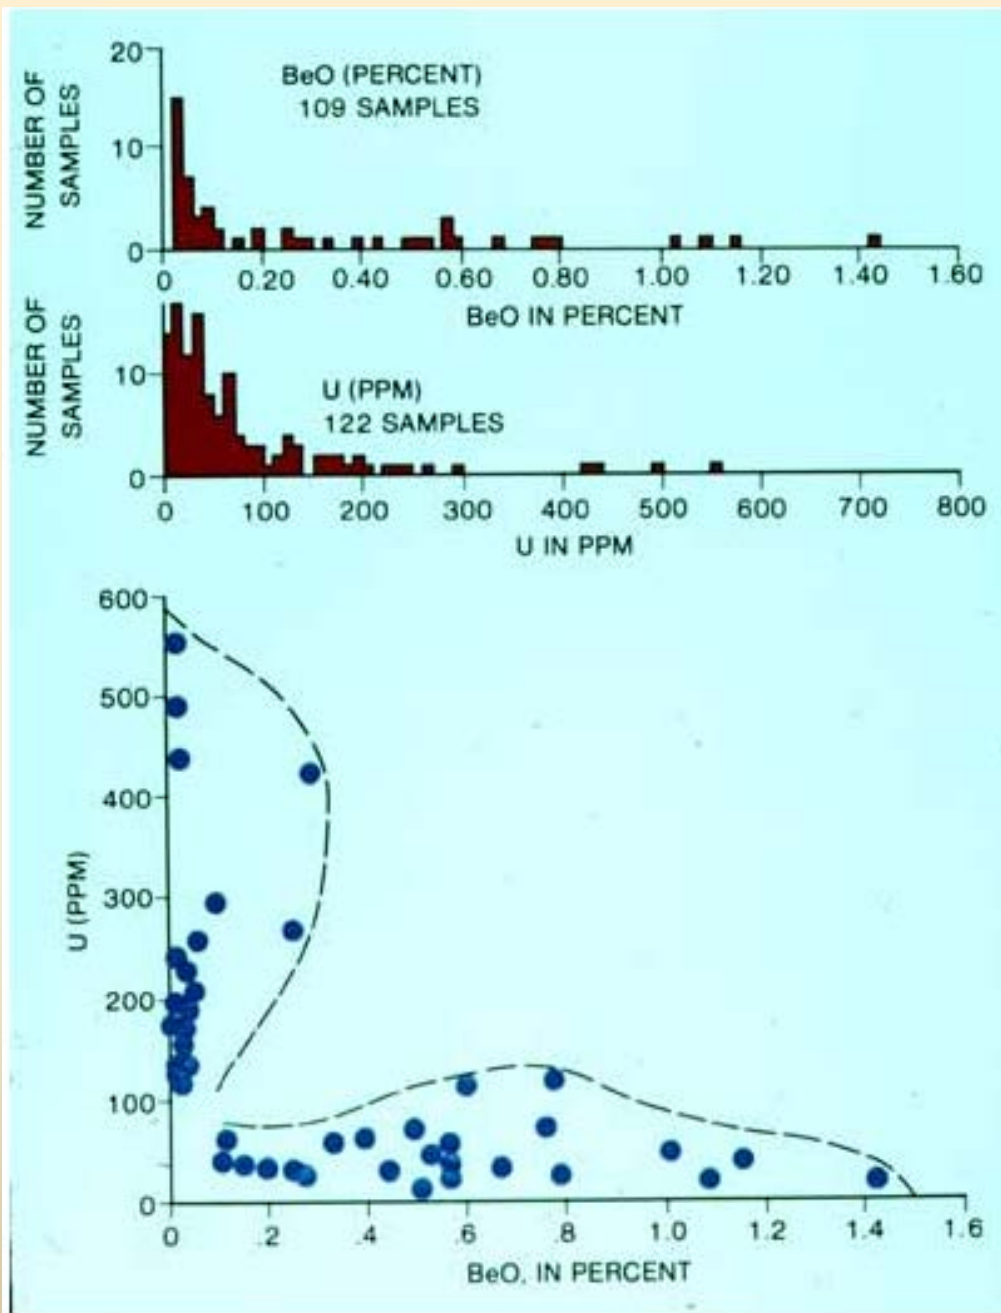 20
10
0
NUMBER OF
SAMPLES
BeO (PERCENT)
109 SAMPLES
0 0.20 0.40 0.60 0.80 1.00 1.20 1.40 1.60
BeO IN PERCENT
10
0
NUMBER OF
SAMPLES
U (PPM)
122 SAMPLES
0 100 200 300 400 500 600 700 800
U IN PPM
600
500
400
300
200
100
0
U (PPM)
0 .2 .4 .6 .8 1.0 1.2 1.4 1.6
BeO, IN PERCENT